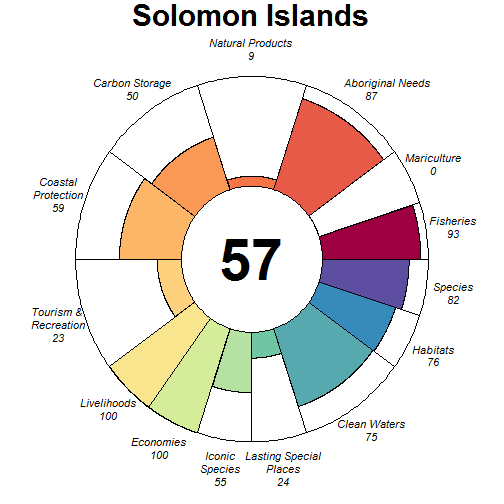 Solomon Islands
Natural Products
9
Carbon Storage
50
Aboriginal Needs
87
Mariculture
0
Coastal
Protection
59
Fisheries
93
57
Species
82
Tourism &
Recreation
23
Habitats
76
Livelihoods
100
Clean Waters
75
Economies
100
Iconic
Species
55
Lasting Special
Places
24